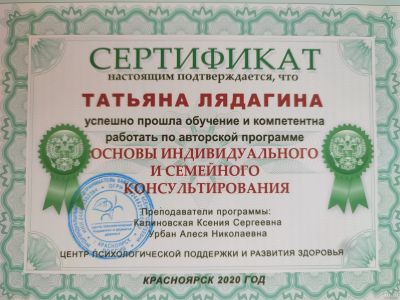 СЕРТИФИКАТ
настоящим подтверждается, что
ТАТЬЯНА ЛЯДАГИНА
успешно прошла обучение и компетентна
работать по авторской программе
ОСНОВЫ ИНДИВИДУАЛЬНОГО
И СЕМЕЙНОГО
КОНСУЛЬТИРОВАНИЯ
Преподаватели программы:
Калиновская Ксения Сергеевна
Урбан Алеся Николаевна
ЦЕНТР ПСИХОЛОГИЧЕСКОЙ ПОДДЕРЖКИ И РАЗВИТИЯ ЗДОРОВЬЯ
КРАСНОЯРСК 2020 ГОД